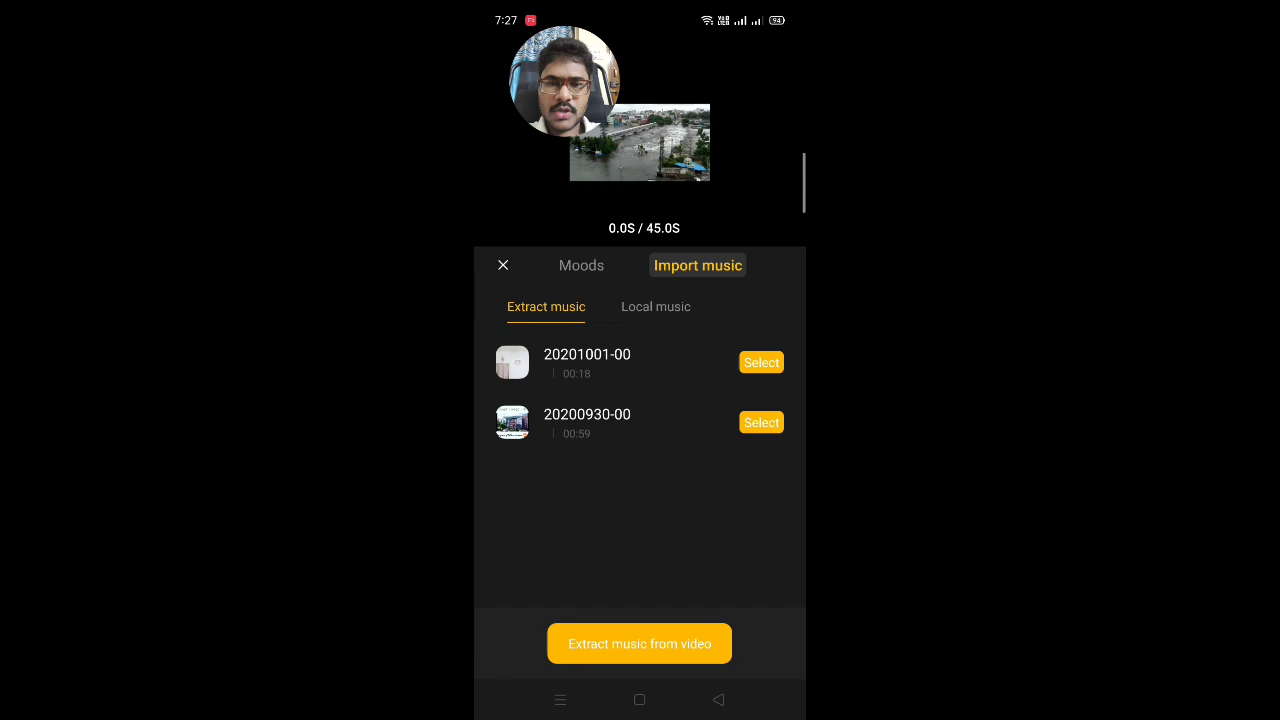 7:27
94
0.0S / 45.0S
Moods
Import music
Extract music
Local music
20201001-00
00:18
Select
20200930-00
00:59
Select
Extract music from video